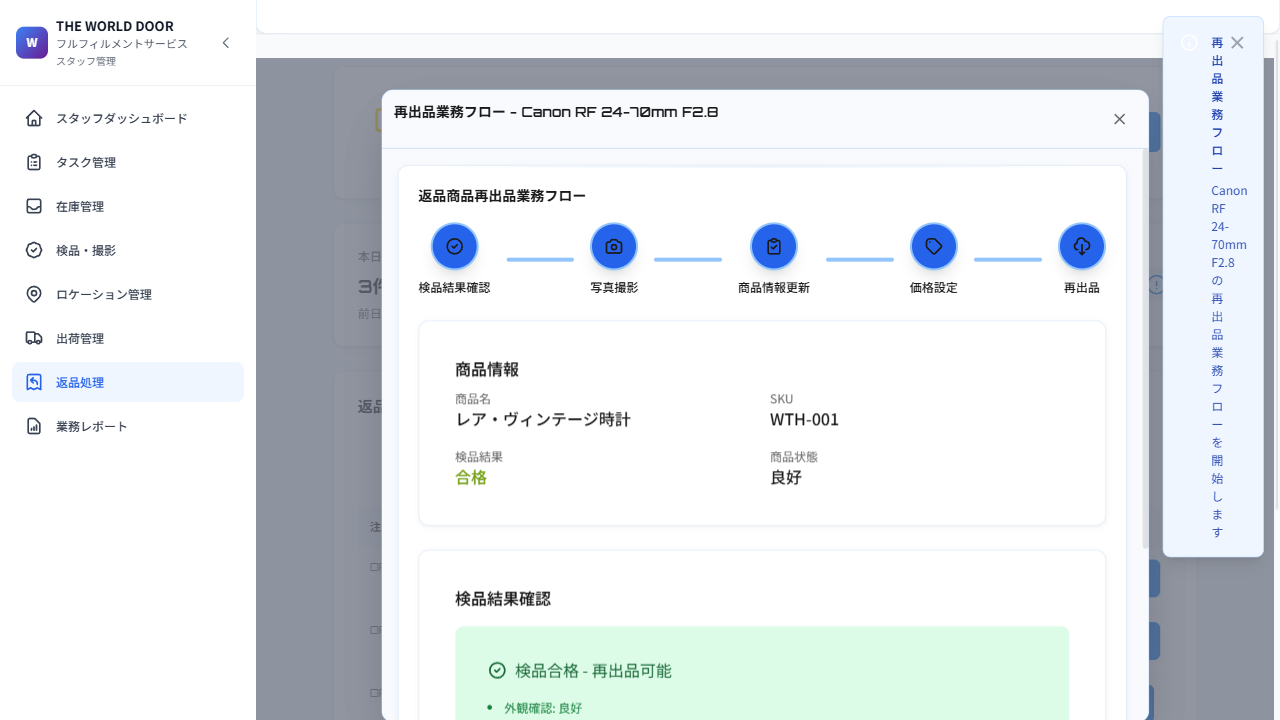 THE WORLD DOOR
フルフィルメントサービス
スタッフ管理
スタッフダッシュボード
タスク管理
在庫管理
検品・撮影
ロケーション管理
出荷管理
返品処理
業務レポート
本日
3件
前日
返品
注
再出品業務フロー - Canon RF 24-70mm F2.8
返品商品再出品業務フロー
検品結果確認
写真撮影
商品情報更新
価格設定
再出品
商品情報
商品名
レア・ヴィンテージ時計
SKU
WTH-001
検品結果
合格
商品状態
良好
検品結果確認
検品合格 - 再出品可能
• 外観確認: 良好
再
出
品
業
務
フ
ロ
ー
Canon
RF
24-
70mm
F2.8
の
再
出
品
業
務
フ
ロ
ー
を
開
始
し
ま
す